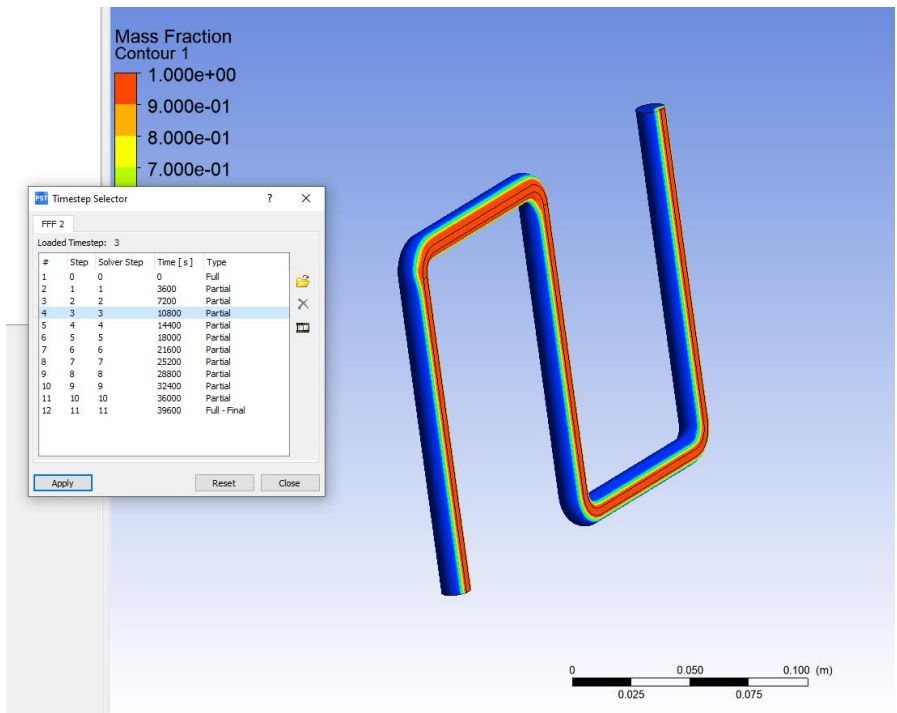 Mass Fraction
Contour 1
1.000e+00
9.000e-01
8.000e-01
7.000e-01
PST Timestep Selector ? ×
FFF 2
Loaded Timestep: 3
# Step Solver Step Time [ s ] Type
1 0 0 0 Full
2 1 1 3600 Partial
3 2 2 7200 Partial
4 3 3 10800 Partial
5 4 4 14400 Partial
6 5 5 18000 Partial
7 6 6 21600 Partial
8 7 7 25200 Partial
9 8 8 28800 Partial
10 9 9 32400 Partial
11 10 10 36000 Partial
12 11 11 39600 Full - Final
Apply Reset Close
0 0.050 0.100 (m)
0.025 0.075